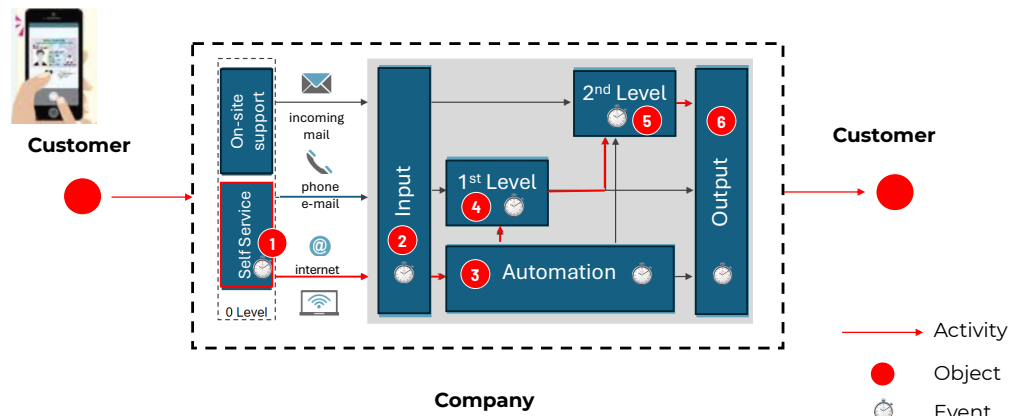 Customer
On-site
support
Self Service
1
0 Level
incoming
mail
phone
e-mail
@
internet
Input
2
1st Level
4
3
Automation
2nd Level
5
6
Output
Customer
Company
Activity
Object
Event